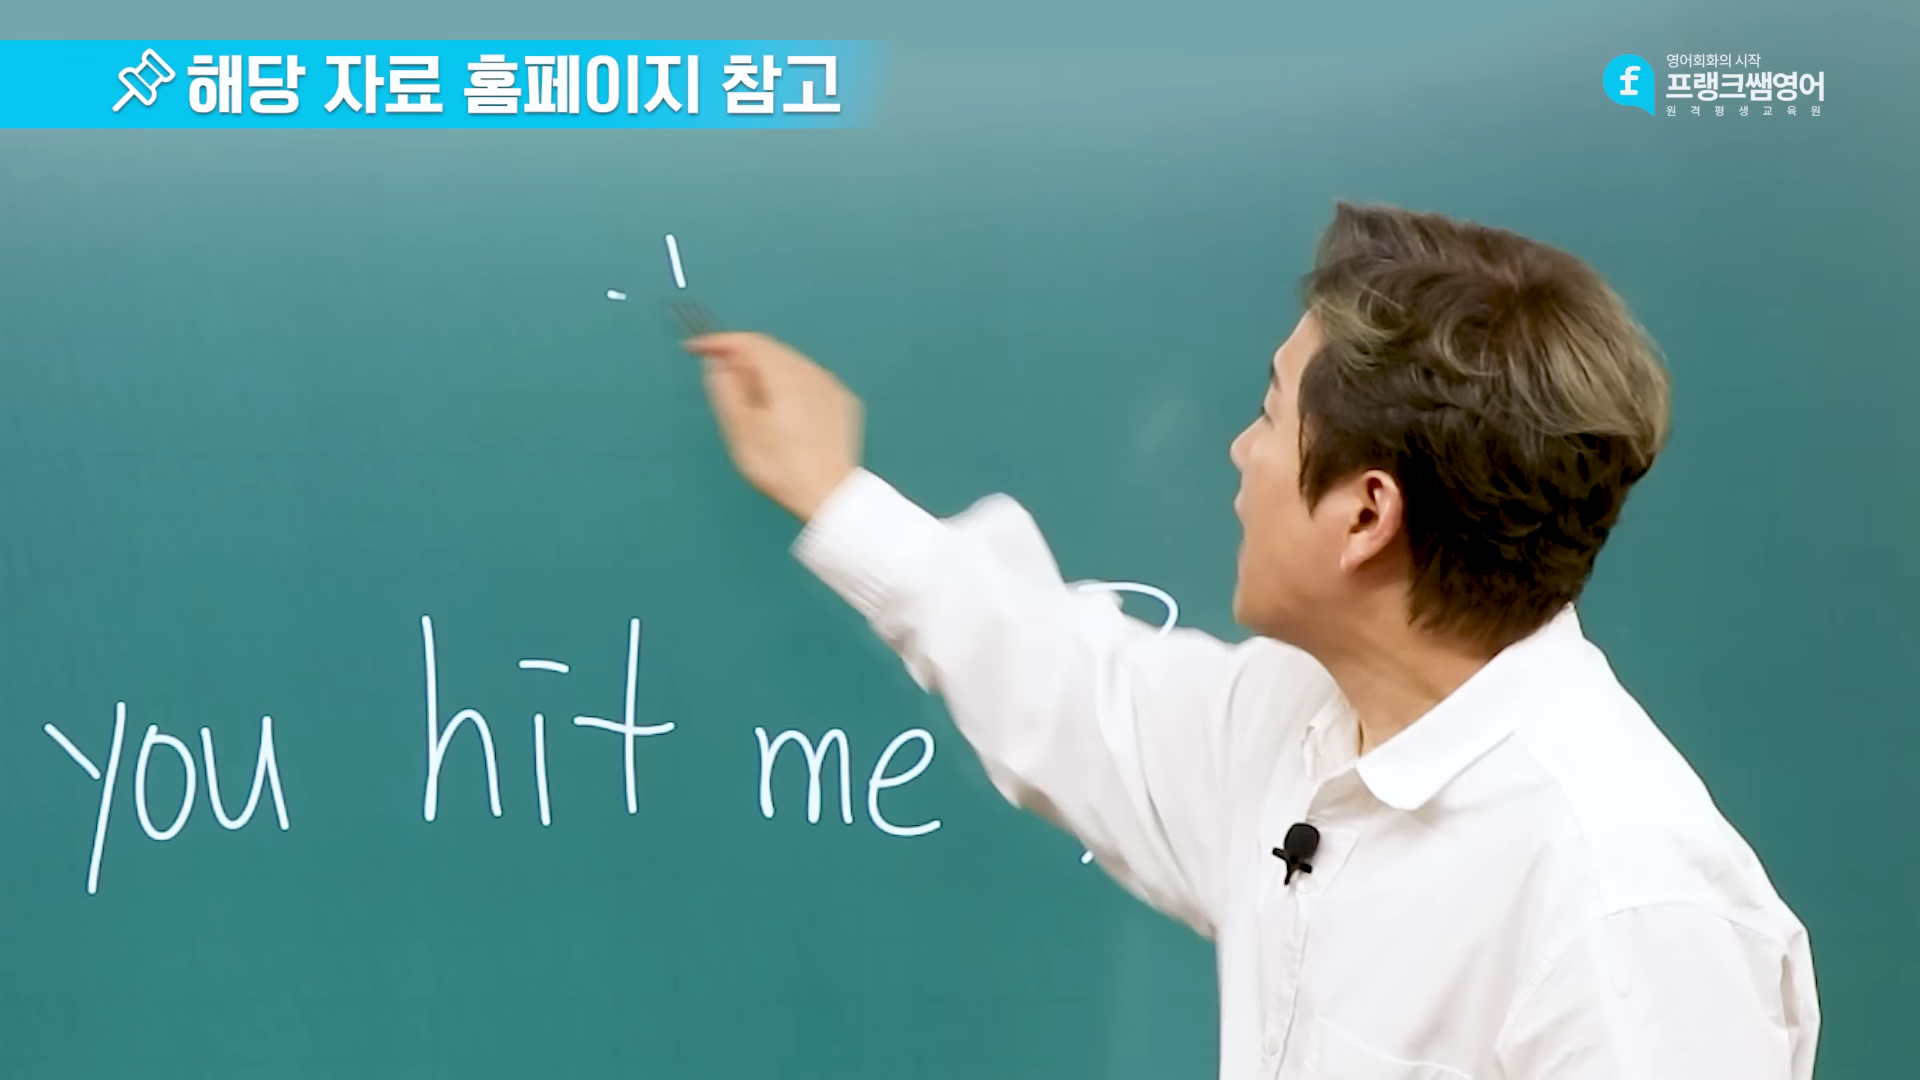 해당 자료 홈페이지 참고
영어회화의 시작
프랭크쌤영어
원격평생교육원
you hit me ?